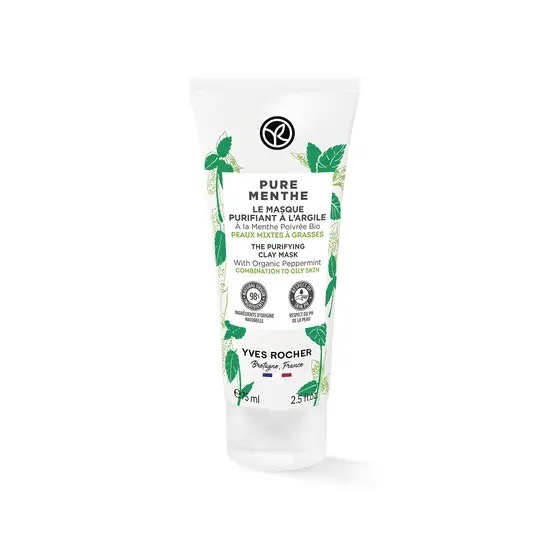 PURE
MENTHE
LE MASQUE
PURIFIANT À L'ARGILE
À la Menthe Poivrée Bio
PEAUX MIXTES À GRASSES
THE PURIFYING
CLAY MASK
With Organic Peppermint
COMBINATION TO OILY SKIN
98%
INGRÉDIENTS D'ORIGINE
NATURELLE
RESPECT DU PH
DE LA PEAU
YVES ROCHER
Bretagne, France
75 ml 2.5 fl.oz